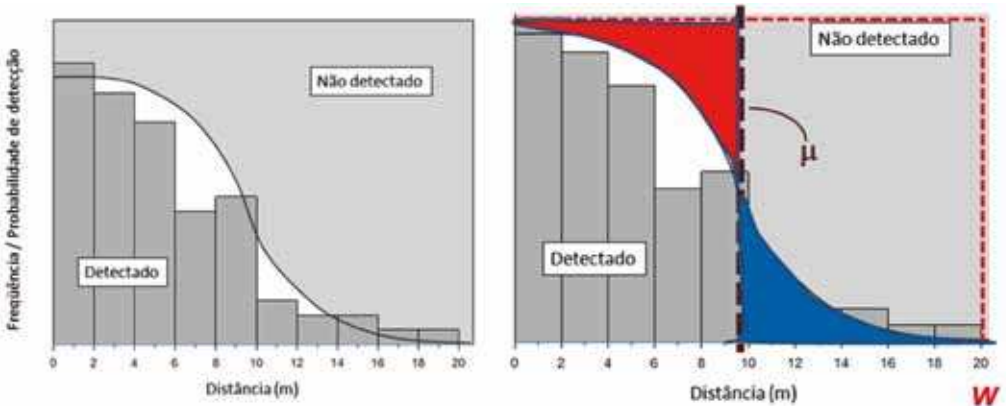 Freqüência / Probabilidade de detecção
Não detectado
Detectado
0 2 4 6 8 10 12 14 16 18 20
Distância (m)
Não detectado
μ
Detectado
0 2 4 6 8 10 12 14 16 18 20
Distância (m)
W